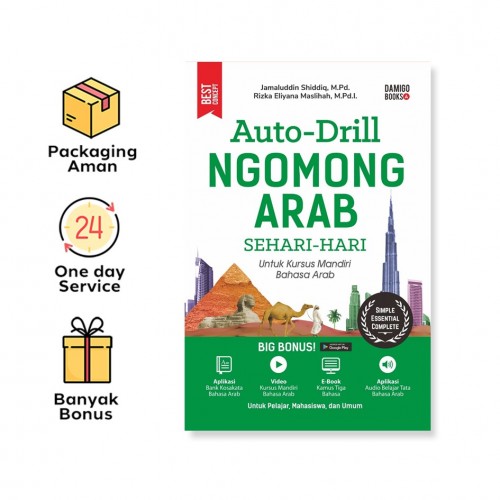 24
Packaging
Aman
One day
Service
Banyak
Bonus
BEST
CONCEPT
Jamaluddin Shiddiq, M.Pd.
Rizka Eliyana Maslihah, M.Pd.I.
DAMIGO
BOOKS
Auto-Drill
NGOMONG
ARAB
SEHARI-HARI
Untuk Kursus Mandiri
Bahasa Arab
SIMPLE
ESSENTIAL
COMPLETE
BIG BONUS!
Google Play
Aplikasi
Bank Kosakata
Bahasa Arab
Video
Kursus Mandiri
Bahasa Arab
E-Book
Kamus Tiga
Bahasa
Aplikasi
Audio Belajar Tata
Bahasa Arab
Untuk Pelajar, Mahasiswa, dan Umum